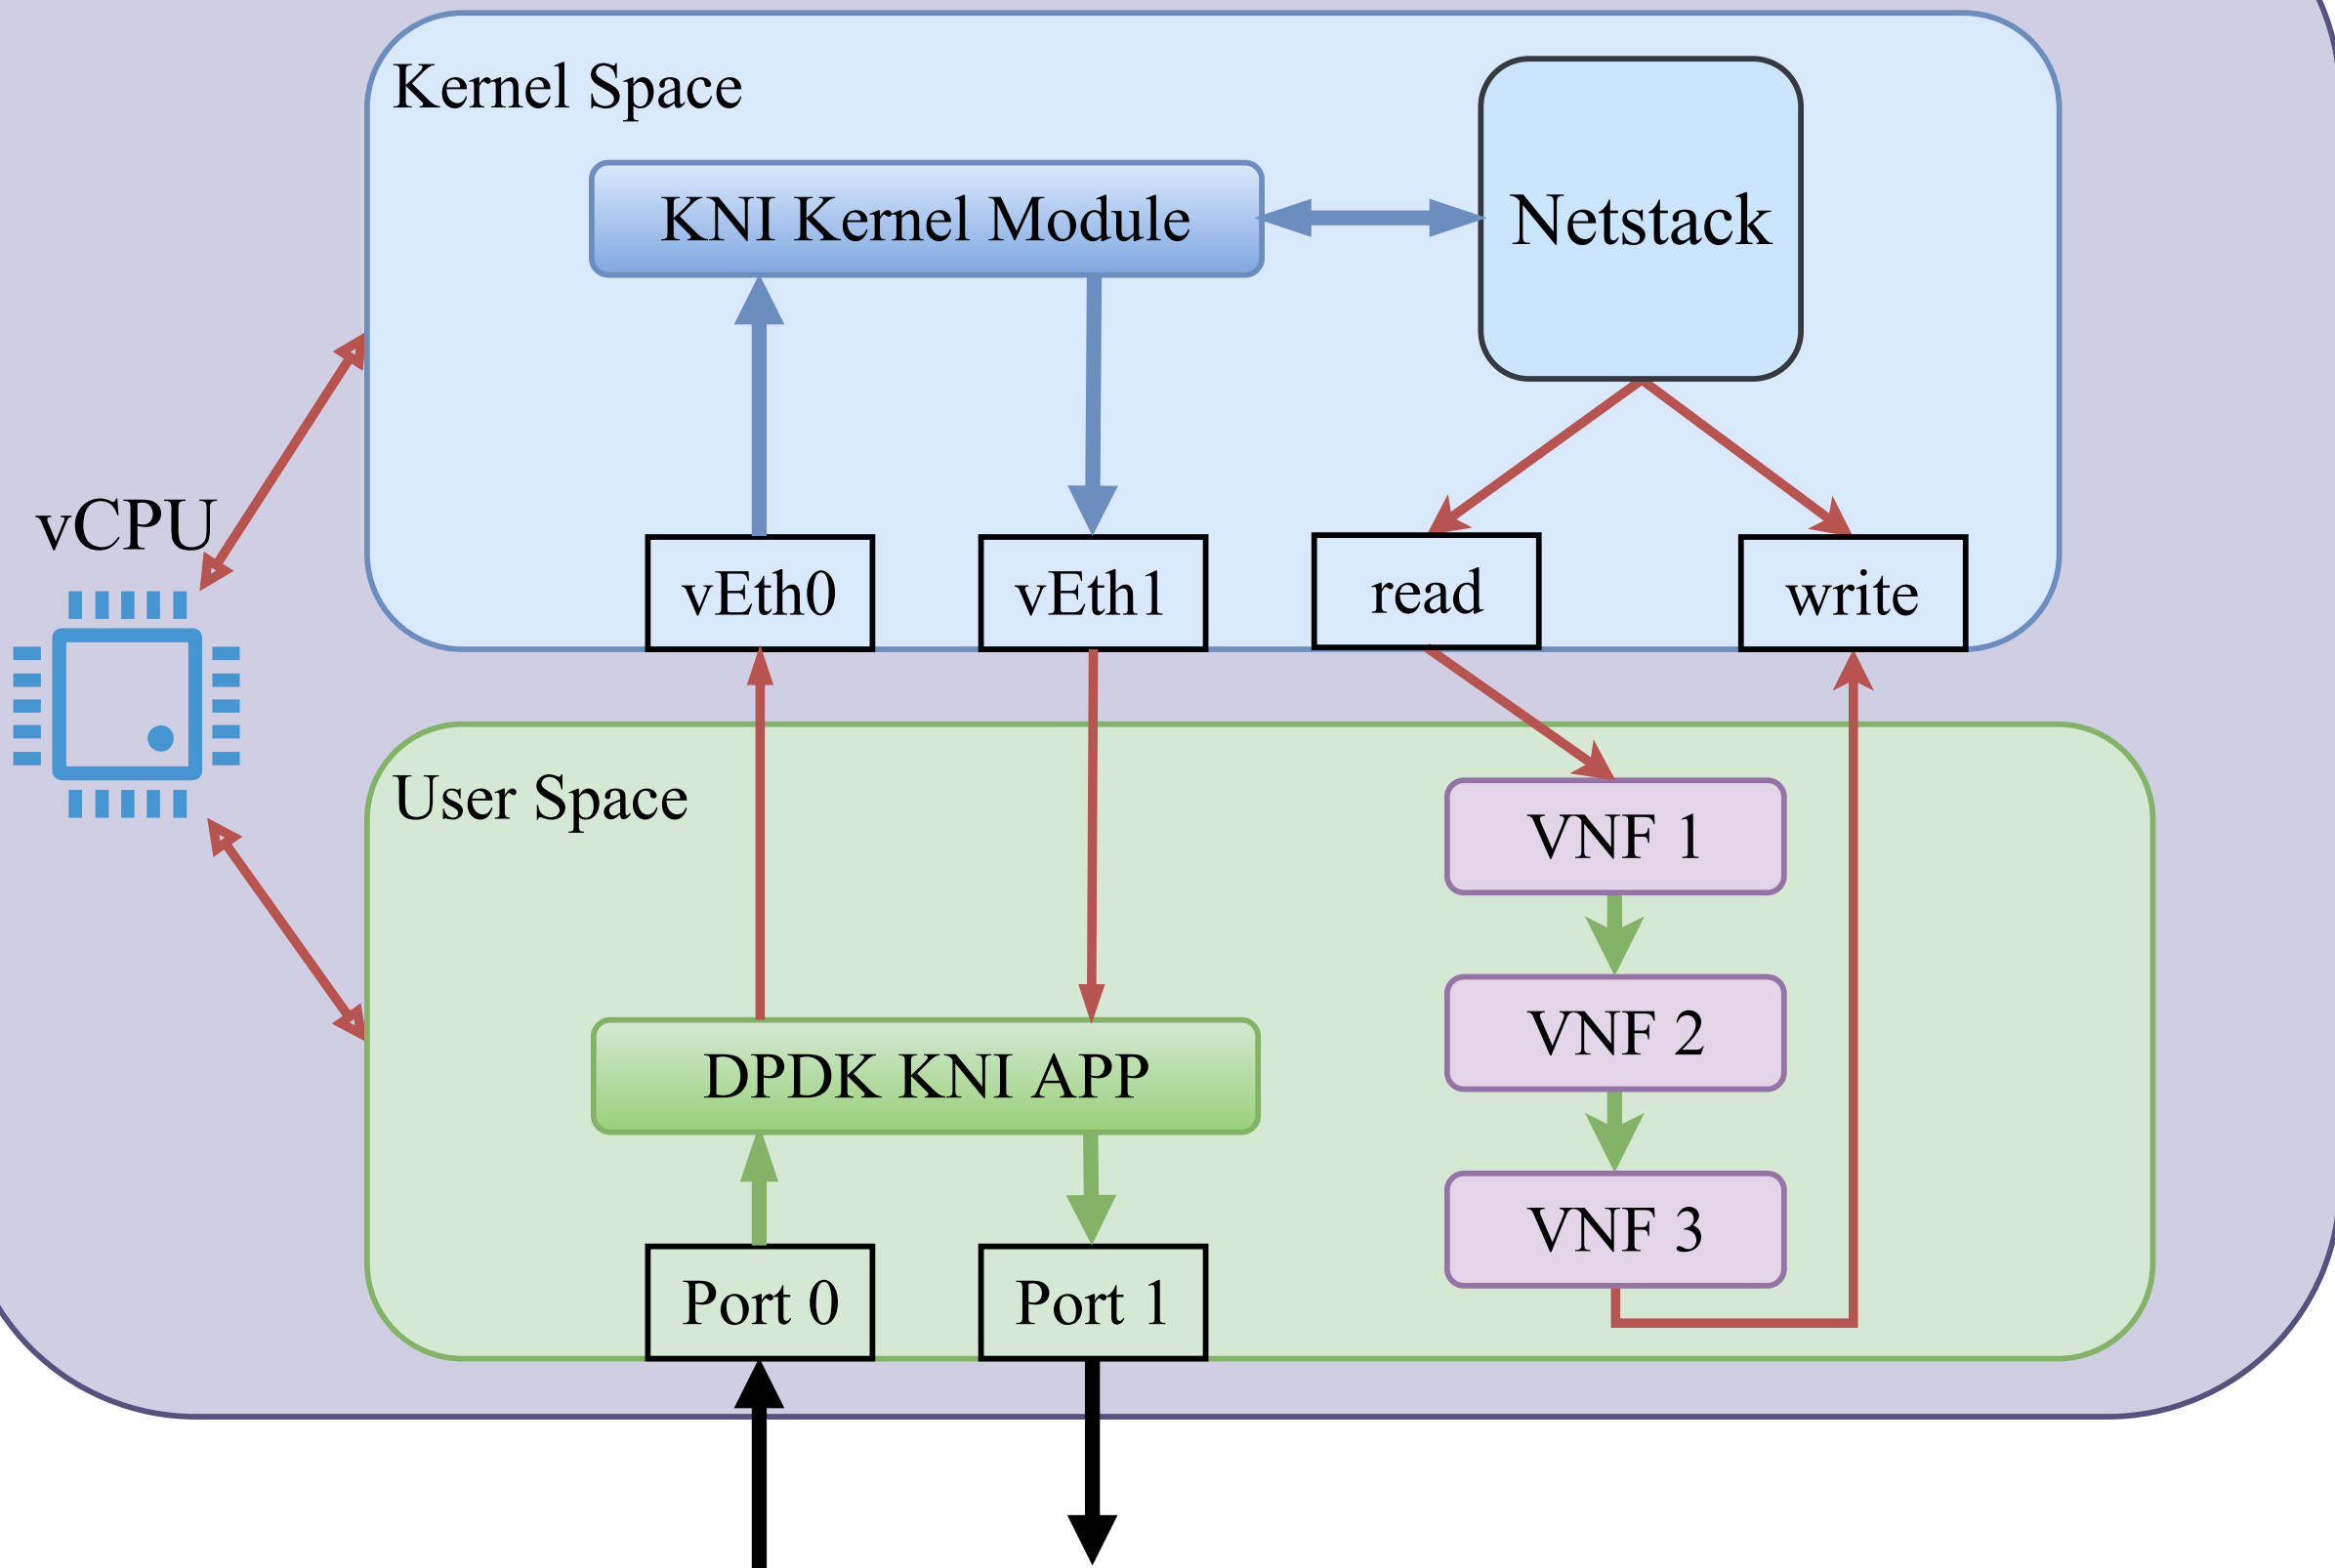 Kernel Space
KNI Kernel Module
Netstack
vCPU
vEth0
vEth1
read
write
User Space
VNF 1
VNF 2
DPDK KNI APP
VNF 3
Port 0
Port 1